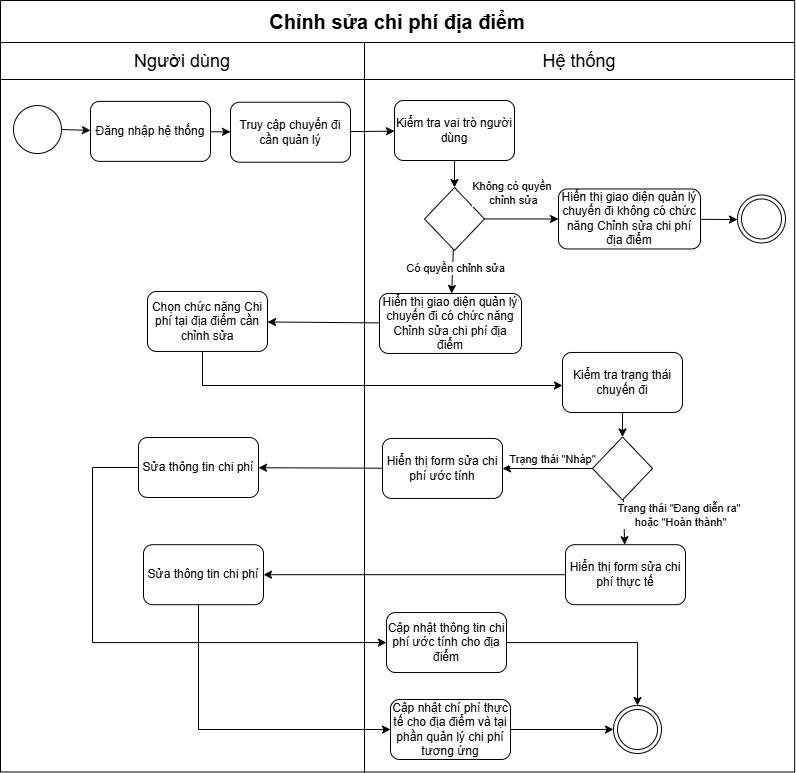 Chỉnh sửa chi phí địa điểm
Người dùng
Hệ thống
Đăng nhập hệ thống
Truy cập chuyến đi
cần quản lý
Kiểm tra vai trò người
dùng
Không có quyền
chỉnh sửa
Hiển thị giao diện quản lý
chuyến đi không có chức
năng Chỉnh sửa chi phí
địa điểm
Có quyền chỉnh sửa
Chọn chức năng Chi
phí tại địa điểm cần
chỉnh sửa
Hiển thị giao diện quản lý
chuyến đi có chức năng
Chỉnh sửa chi phí địa
điểm
Kiểm tra trạng thái
chuyến đi
Sửa thông tin chi phí
Hiển thị form sửa chi
phí ước tính
Trạng thái "Nháp"
Trạng thái "Đang diễn ra"
hoặc "Hoàn thành"
Sửa thông tin chi phí
Hiển thị form sửa chi
phí thực tế
Cập nhật thông tin chi
phí ước tính cho địa
điểm
Cập nhật chí phí thực
tế cho địa điểm và tại
phần quản lý chi phí
tương ứng